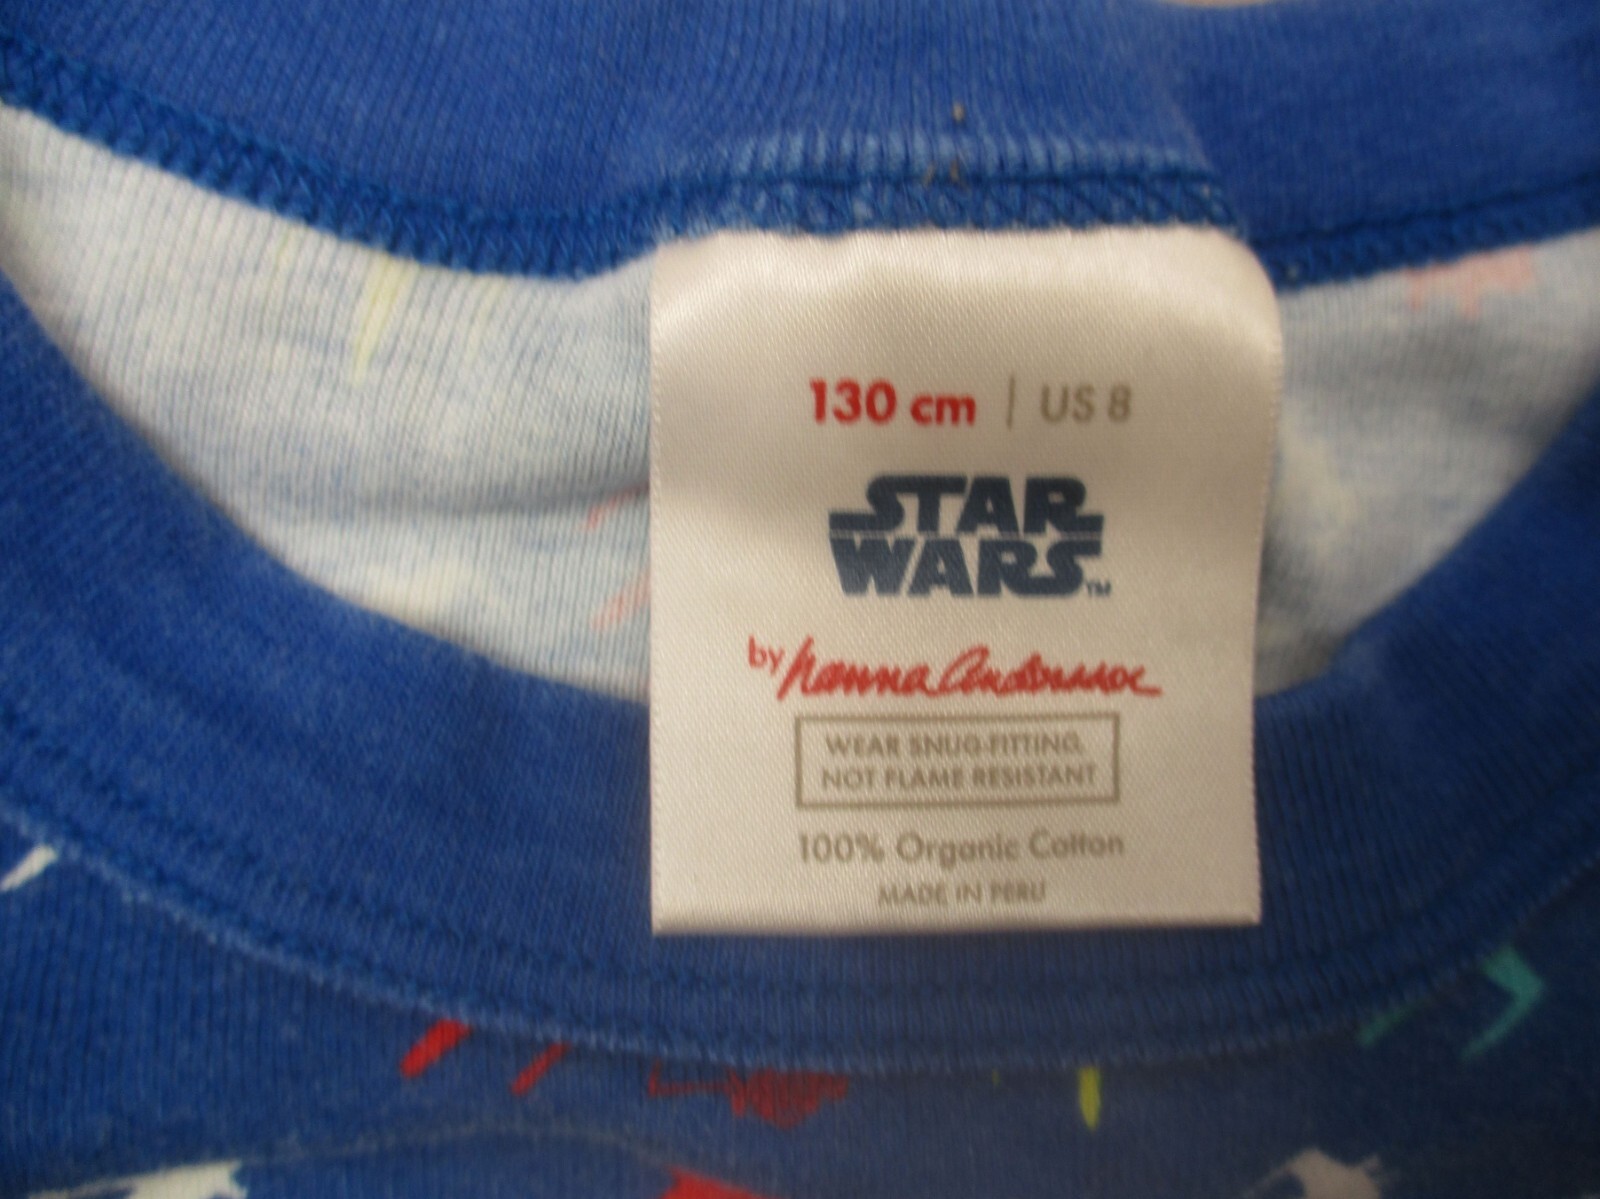 130 cm | US 8
STAR
WARS™
by hanna andersson
WEAR SNUG-FITTING,
NOT FLAME RESISTANT
100% Organic Cotton
MADE IN PERU